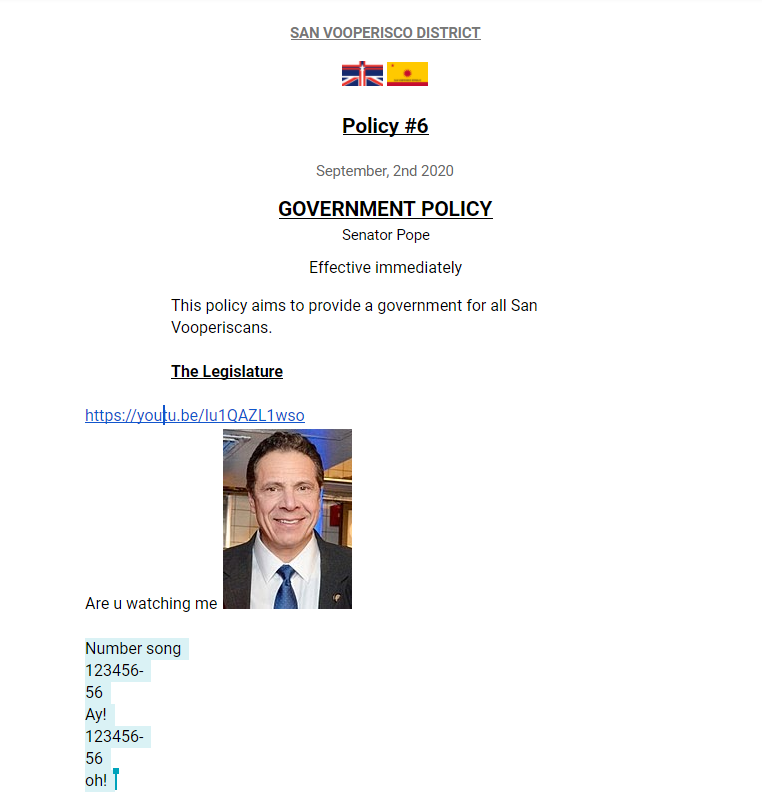 SAN VOOPERISCO DISTRICT
Policy #6
September, 2nd 2020
GOVERNMENT POLICY
Senator Pope
Effective immediately
This policy aims to provide a government for all San
Vooperiscans.
The Legislature
https://youtu.be/lu1QAZL1wso
Are u watching me
Number song
123456-
56
Ay!
123456-
56
oh!